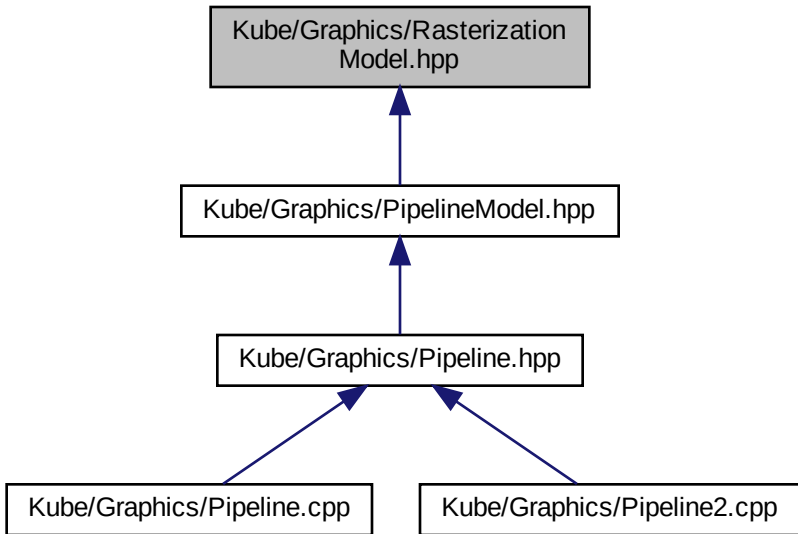 Kube/Graphics/Rasterization
Model.hpp
Kube/Graphics/PipelineModel.hpp
Kube/Graphics/Pipeline.hpp
Kube/Graphics/Pipeline.cpp
Kube/Graphics/Pipeline2.cpp